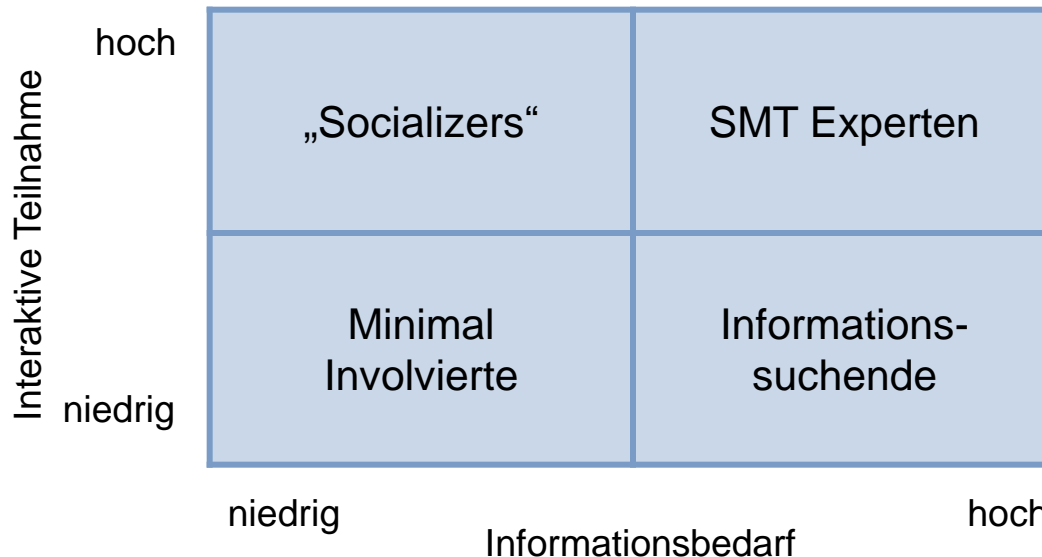 hoch
Interaktive Teilnahme
niedrig
„Socializers“
SMT Experten
Minimal
Involvierte
Informations-
suchende
niedrig
hoch
Informationsbedarf